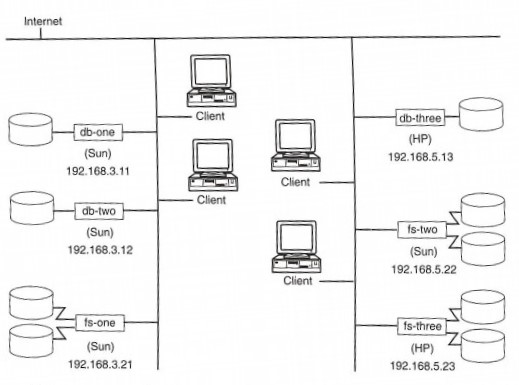 Internet
Client
db-one
(Sun)
192.168.3.11
db-three
(HP)
192.168.5.13
Client
Client
db-two
(Sun)
192.168.3.12
fs-two
(Sun)
192.168.5.22
Client
fs-one
(Sun)
192.168.3.21
fs-three
(HP)
192.168.5.23